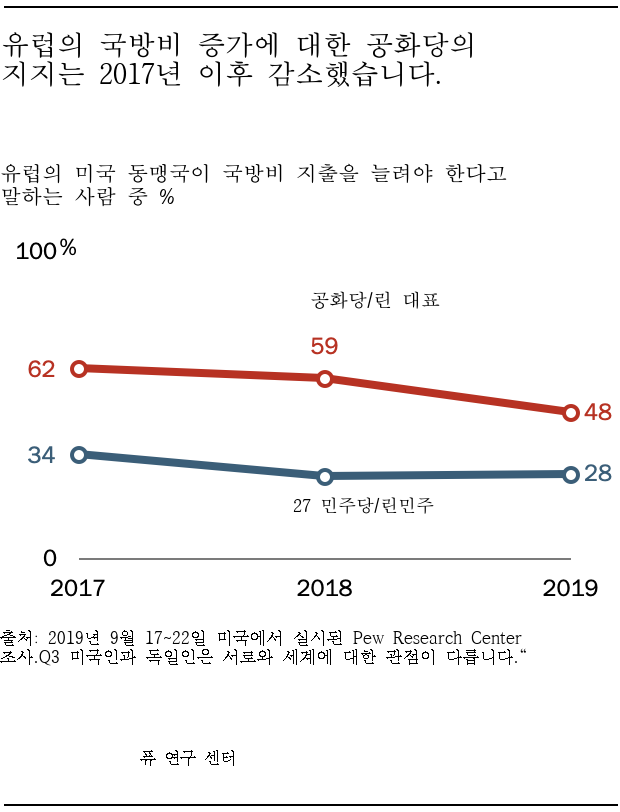 유럽의 국방비 증가에 대한 공화당의
지지는 2017년 이후 감소했습니다.
유럽의 미국 동맹국이 국방비 지출을 늘려야 한다고
말하는 사람 중 %
100%
공화당/린 대표
59
62
48
34
28
27 민주당/린민주
0
2017 2018 2019
출처: 2019년 9월 17~22일 미국에서 실시된 Pew Research Center
조사.Q3 미국인과 독일인은 서로와 세계에 대한 관점이 다릅니다.“
퓨 연구 센터